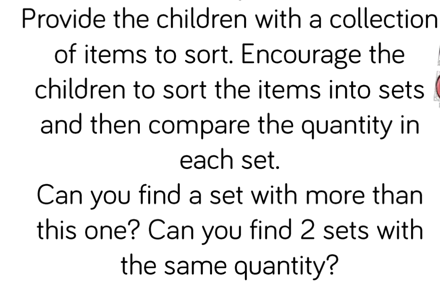 Provide the children with a collection
of items to sort. Encourage the
children to sort the items into sets
and then compare the quantity in
each set.
Can you find a set with more than
this one? Can you find 2 sets with
the same quantity?